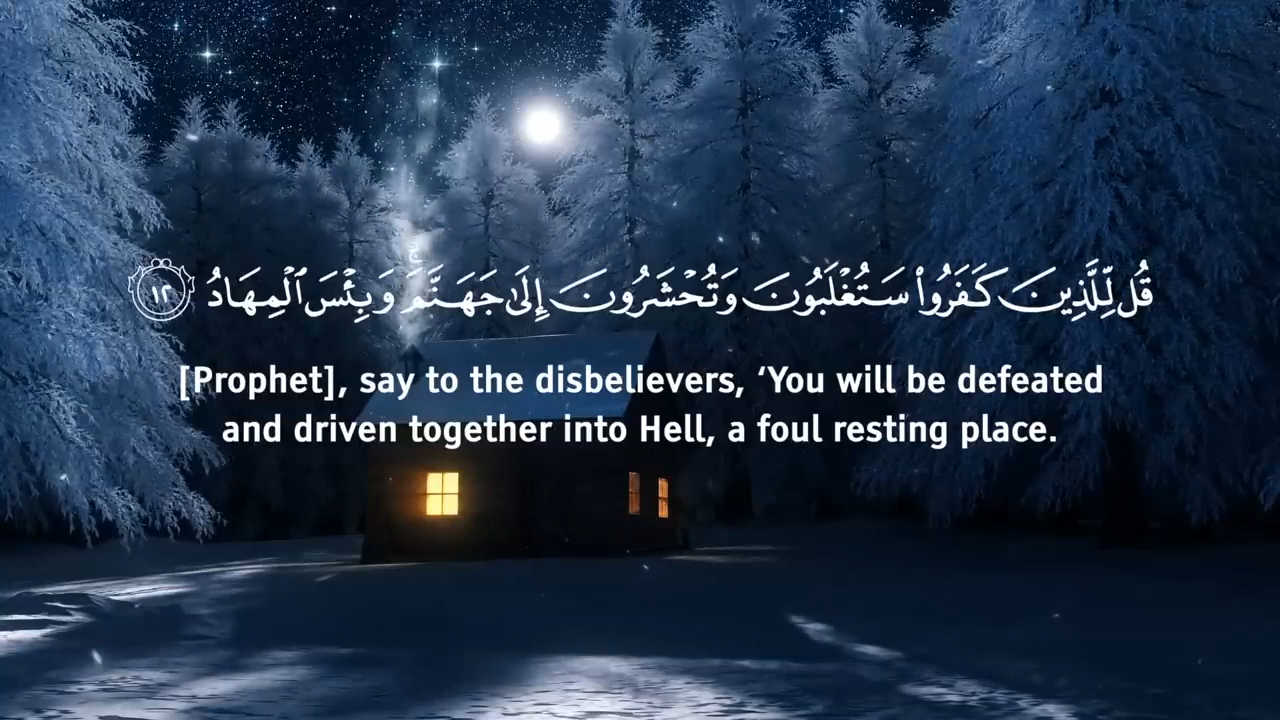 قُل لِّلَّذِينَ كَفَرُوا۟ سَتُغْلَبُونَ وَتُحْشَرُونَ إِلَىٰ جَهَنَّمَ ۚ وَبِئْسَ ٱلْمِهَادُ ١٢
[Prophet], say to the disbelievers, ‘You will be defeated
and driven together into Hell, a foul resting place.